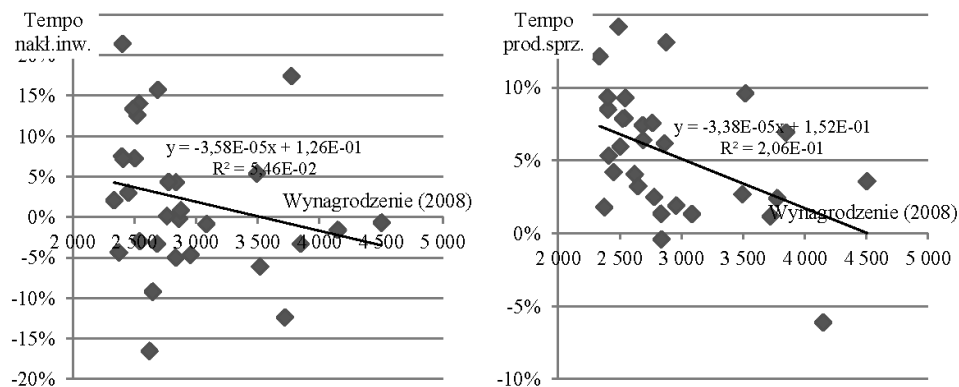 Tempo
nakł.inw.
20%
15%
10%
y = -3,58E-05x + 1,26E-01
R² = 5,46E-02
5%
Wynagrodzenie (2008)
0%
2 000 2 500 3 000 3 500 4 000 4 500 5 000
-5%
-10%
-15%
-20%
Tempo
prod.sprz.
10%
y = -3,38E-05x + 1,52E-01
R² = 2,06E-01
5%
Wynagrodzenie (2008)
0%
2 000 2 500 3 000 3 500 4 000 4 500 5 000
-5%
-10%